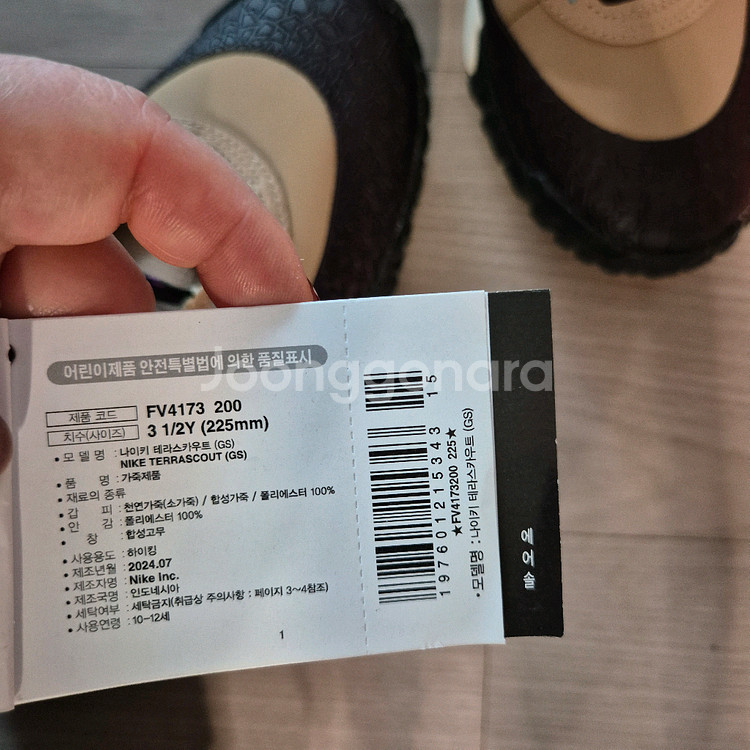 어린이제품 안전특별법에 의한 품질표시
제품 코드 FV4173 200
치수(사이즈) 3 1/2Y (225mm)
• 모 델 명 : 나이키 테라스카우트 (GS)
NIKE TERRASCOUT (GS)
• 품 명 : 가죽제품
• 재료의 종류
• 감 피 : 천연가죽(소가죽) / 합성가죽 / 폴리에스터 100%
• 안 감 : 폴리에스터 100%
• 창 : 합성고무
• 사용용도 : 하이킹
• 제조년월 : 2024.07
• 제조자명 : Nike Inc.
• 제조국명 : 인도네시아
• 세탁여부 : 세탁금지(취급상 주의사항 : 페이지 3~4참조)
• 사용연령 : 10-12세
1
197601215343 15
★FV4173200 225★
• 모델명 : 나이키 테라스카우트 (GS)
에어솔
Joonggonara